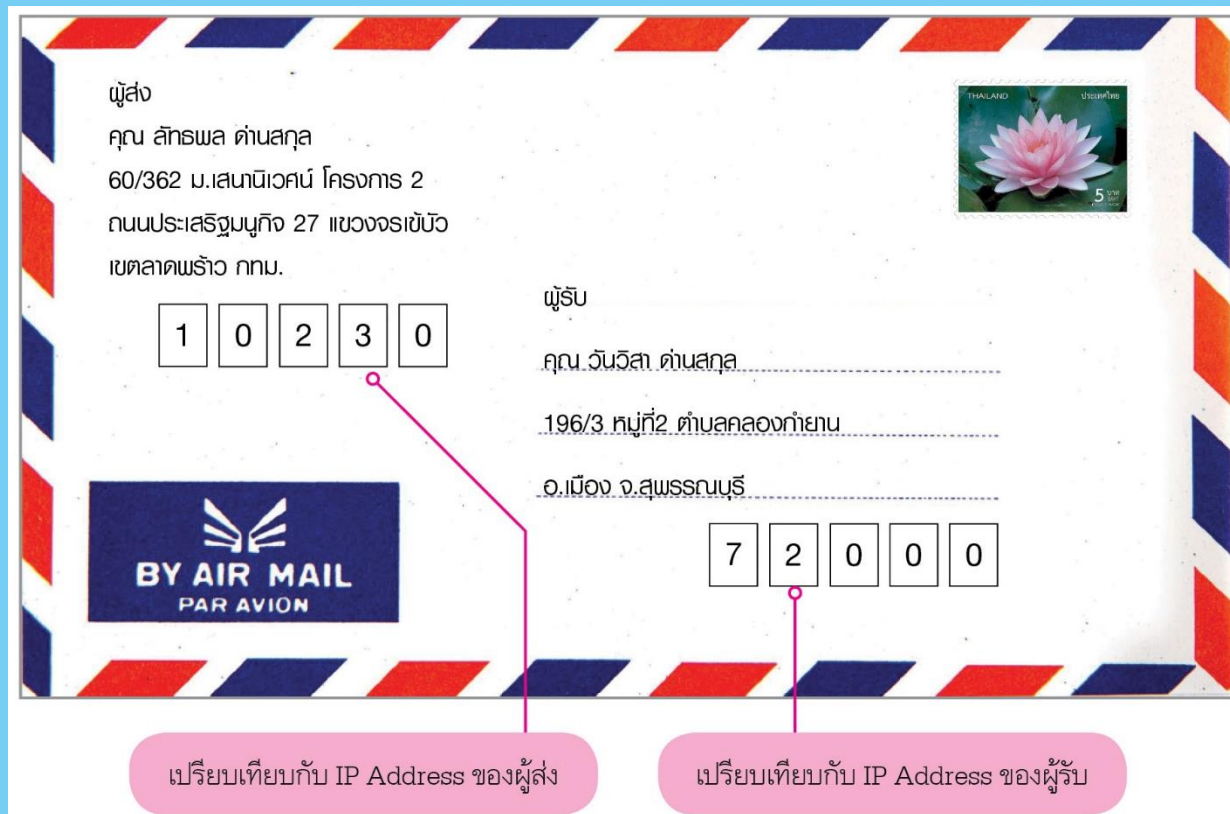 ผู้ส่ง
คุณ ลัทธพล ด่านสกุล
60/362 ม.เสนานิเวศน์ โครงการ 2
ถนนประเสริฐมนูกิจ 27 แขวงจรเข้บัว
เขตลาดพร้าว กทม.
1 0 2 3 0
THAILAND ประเทศไทย
5 บาท
ผู้รับ
คุณ วันวิสา ด่านสกุล
196/3 หมู่ที่2 ตำบลคลองกำยาน
อ.เมือง จ.สุพรรณบุรี
7 2 0 0 0
BY AIR MAIL
PAR AVION
เปรียบเทียบกับ IP Address ของผู้ส่ง
เปรียบเทียบกับ IP Address ของผู้รับ